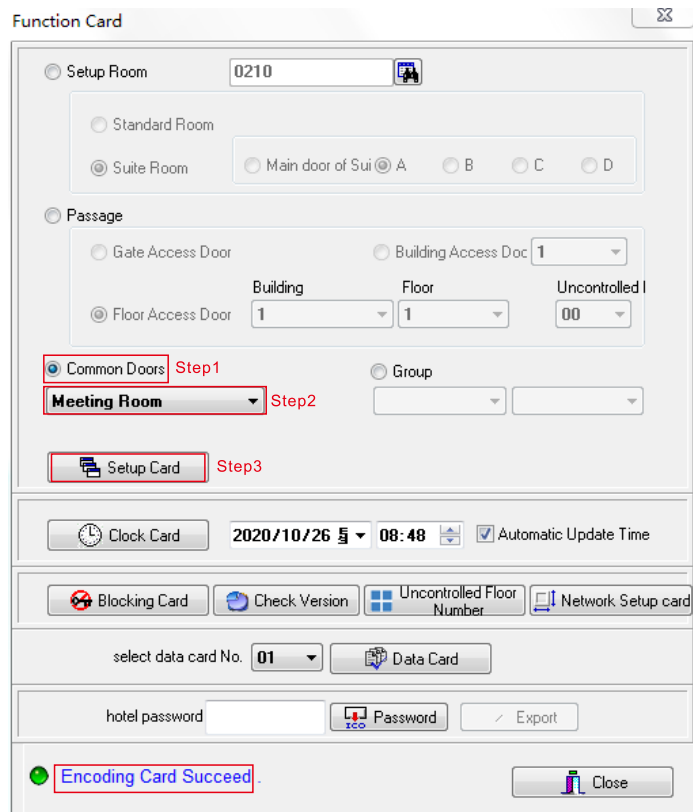 Function Card
Setup Room 0210
Standard Room
Suite Room Main door of Sui A B C D
Passage
Gate Access Door Building Access Doc 1
Building Floor Uncontrolled
Floor Access Door 1 1 00
Common Doors Step1 Group
Meeting Room Step2
Setup Card Step3
Clock Card 2020/10/26 08:48 Automatic Update Time
Blocking Card Check Version Uncontrolled Floor Number Network Setup card
select data card No. 01 Data Card
hotel password ICO Password Export
Encoding Card Succeed . Close